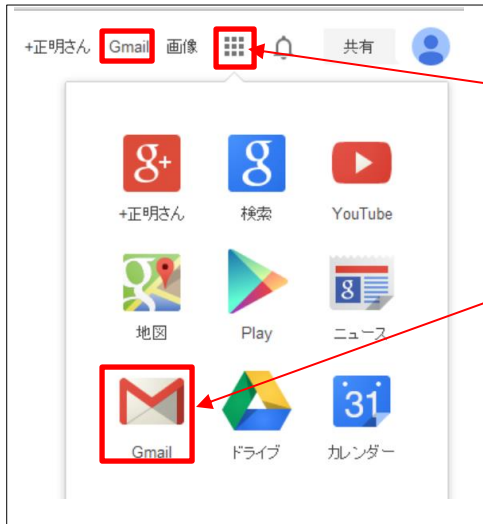 +正明さん Gmail 画像 共有
g+ g
+正明さん 検索 YouTube
g g
地図 Play ニュース
31
Gmail ドライブ カレンダー